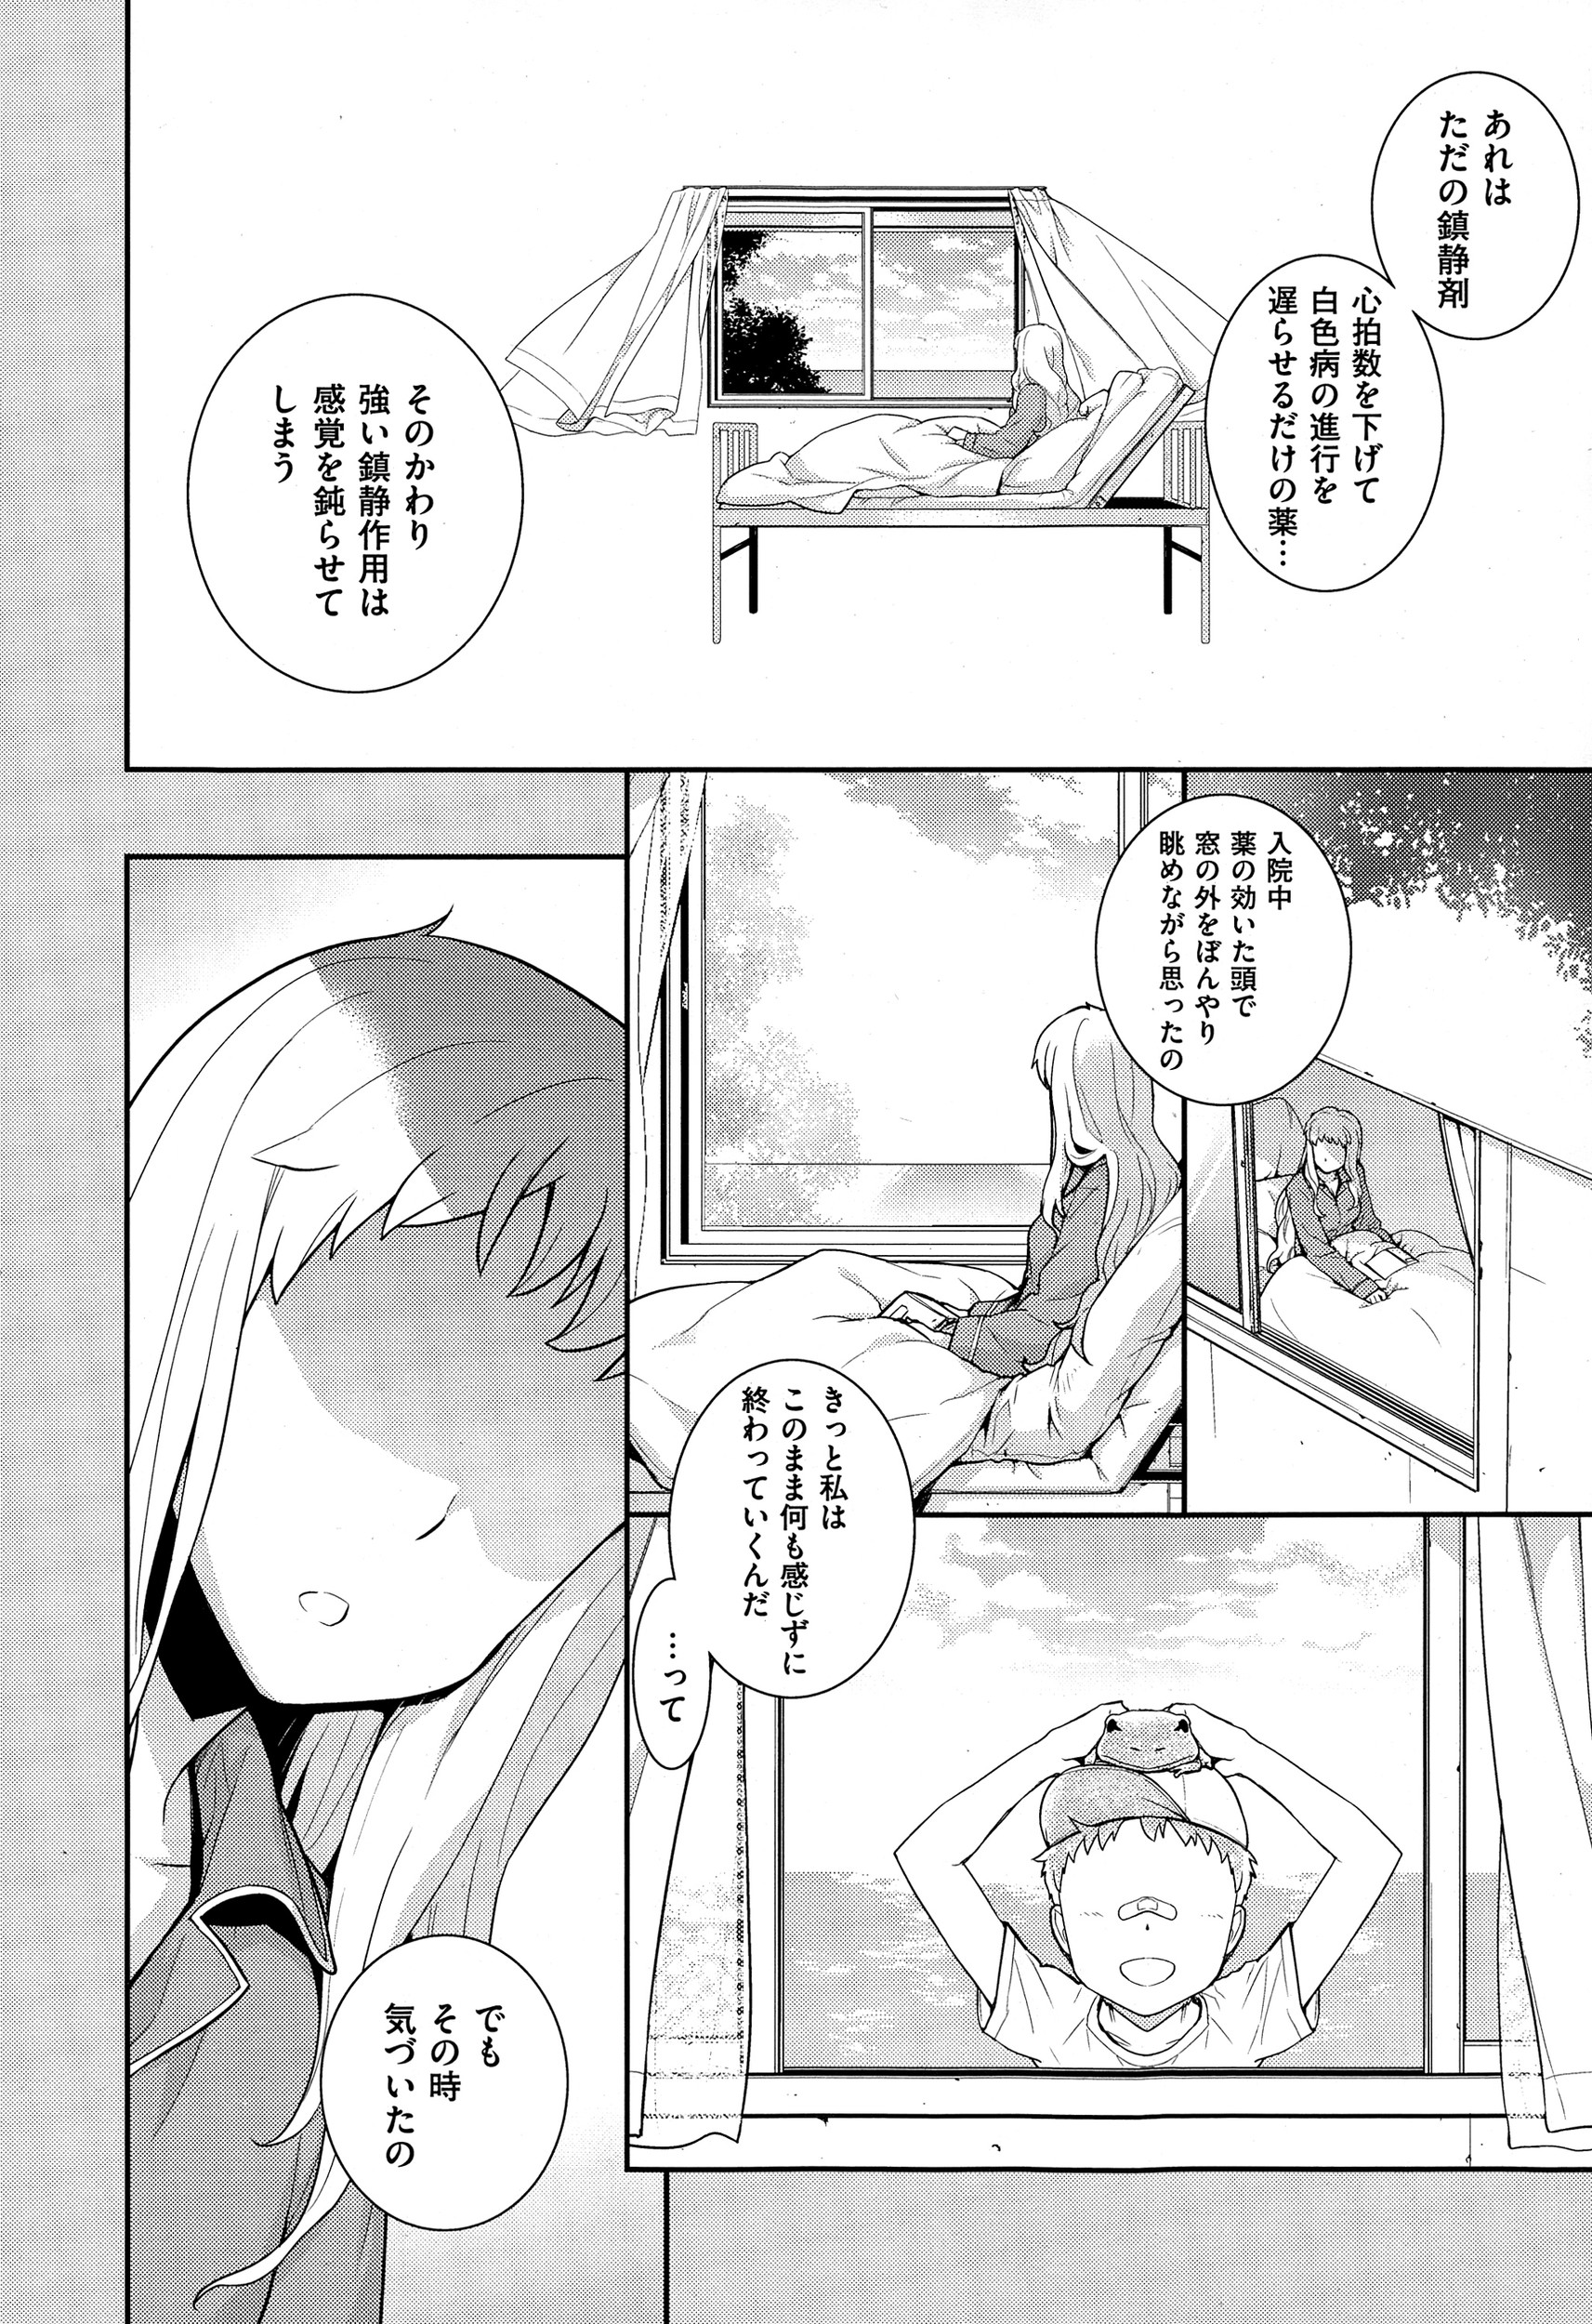 あれは
ただの鎮静剤
心拍数を下げて
白色病の進行を
遅らせるだけの薬…
そのかわり
強い鎮静作用は
感覚を鈍らせて
しまう
入院中
薬の効いた頭で
窓の外をぼんやり
眺めながら思ったの
きっと私は
このまま何も感じずに
終わっていくんだ
…って
でも
その時
気づいたの